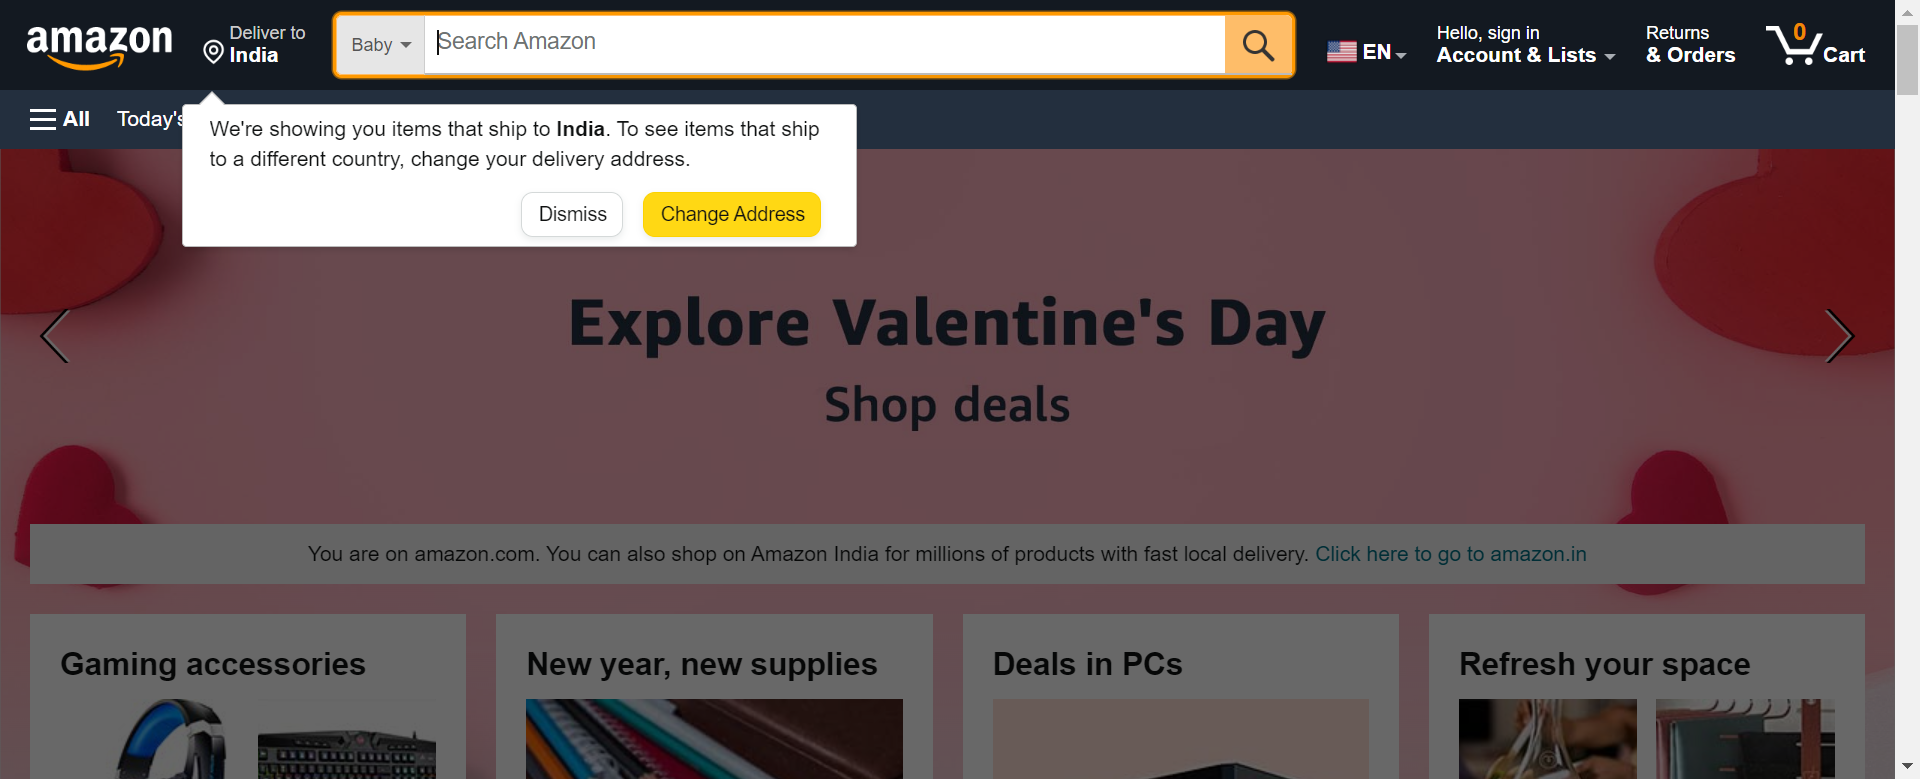 amazon
Deliver to
India
Baby
Search Amazon
EN
Hello, sign in
Account & Lists
Returns
& Orders
0
Cart
All
Today's
We're showing you items that ship to India. To see items that ship
to a different country, change your delivery address.
Dismiss
Change Address
Explore Valentine's Day
Shop deals
You are on amazon.com. You can also shop on Amazon India for millions of products with fast local delivery. Click here to go to amazon.in
Gaming accessories
New year, new supplies
Deals in PCs
Refresh your space